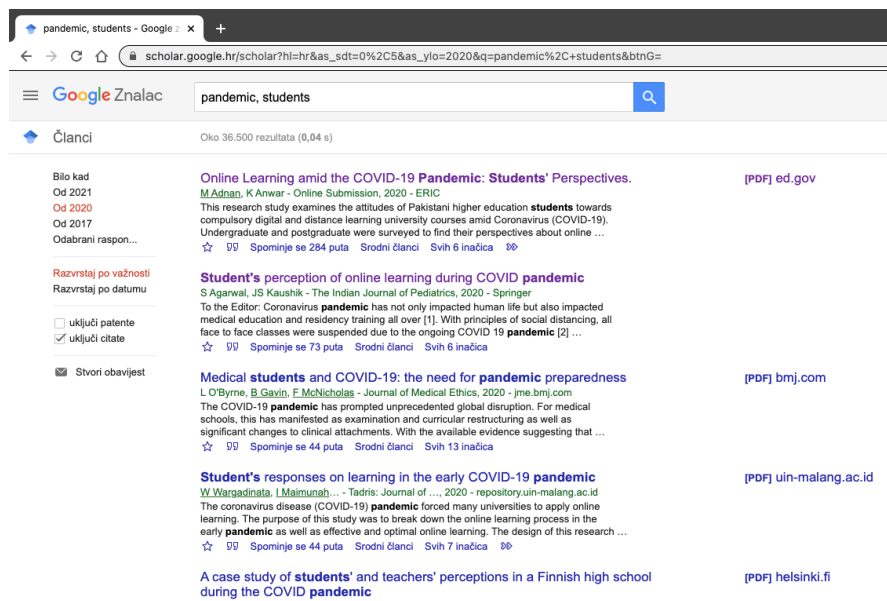 pandemic, students - Google z
scholar.google.hr/scholar?hl=hr&as_sdt=0%2C5&as_ylo=2020&q=pandemic%2C+students&btnG=
Google Znalac
pandemic, students
Članci
Oko 36.500 rezultata (0,04 s)
Bilo kad
Od 2021
Od 2020
Od 2017
Odabrani raspon...
Razvrstaj po važnosti
Razvrstaj po datumu
uključi patente
uključi citate
Stvori obavijest
Online Learning amid the COVID-19 Pandemic: Students' Perspectives.
[PDF] ed.gov
M Adnan, K Anwar - Online Submission, 2020 - ERIC
This research study examines the attitudes of Pakistani higher education students towards
compulsory digital and distance learning university courses amid Coronavirus (COVID-19).
Undergraduate and postgraduate were surveyed to find their perspectives about online ...
Spominje se 284 puta Srodni članci Svih 6 inačica
Student's perception of online learning during COVID pandemic
S Agarwal, JS Kaushik - The Indian Journal of Pediatrics, 2020 - Springer
To the Editor: Coronavirus pandemic has not only impacted human life but also impacted
medical education and residency training all over [1]. With principles of social distancing, all
face to face classes were suspended due to the ongoing COVID 19 pandemic [2] ...
Spominje se 73 puta Srodni članci Svih 6 inačica
Medical students and COVID-19: the need for pandemic preparedness
[PDF] bmj.com
L O'Byrne, B Gavin, F McNicholas - Journal of Medical Ethics, 2020 - jme.bmj.com
The COVID-19 pandemic has prompted unprecedented global disruption. For medical
schools, this has manifested as examination and curricular restructuring as well as
significant changes to clinical attachments. With the available evidence suggesting that ...
Spominje se 44 puta Srodni članci Svih 13 inačica
Student's responses on learning in the early COVID-19 pandemic
[PDF] uin-malang.ac.id
W Wargadinata, I Maimunah... - Tadris: Journal of ..., 2020 - repository.uin-malang.ac.id
The coronavirus disease (COVID-19) pandemic forced many universities to apply online
learning. The purpose of this study was to break down the online learning process in the
early pandemic as well as effective and optimal online learning. The design of this research ...
Spominje se 44 puta Srodni članci Svih 7 inačica
A case study of students' and teachers' perceptions in a Finnish high school
during the COVID pandemic
[PDF] helsinki.fi